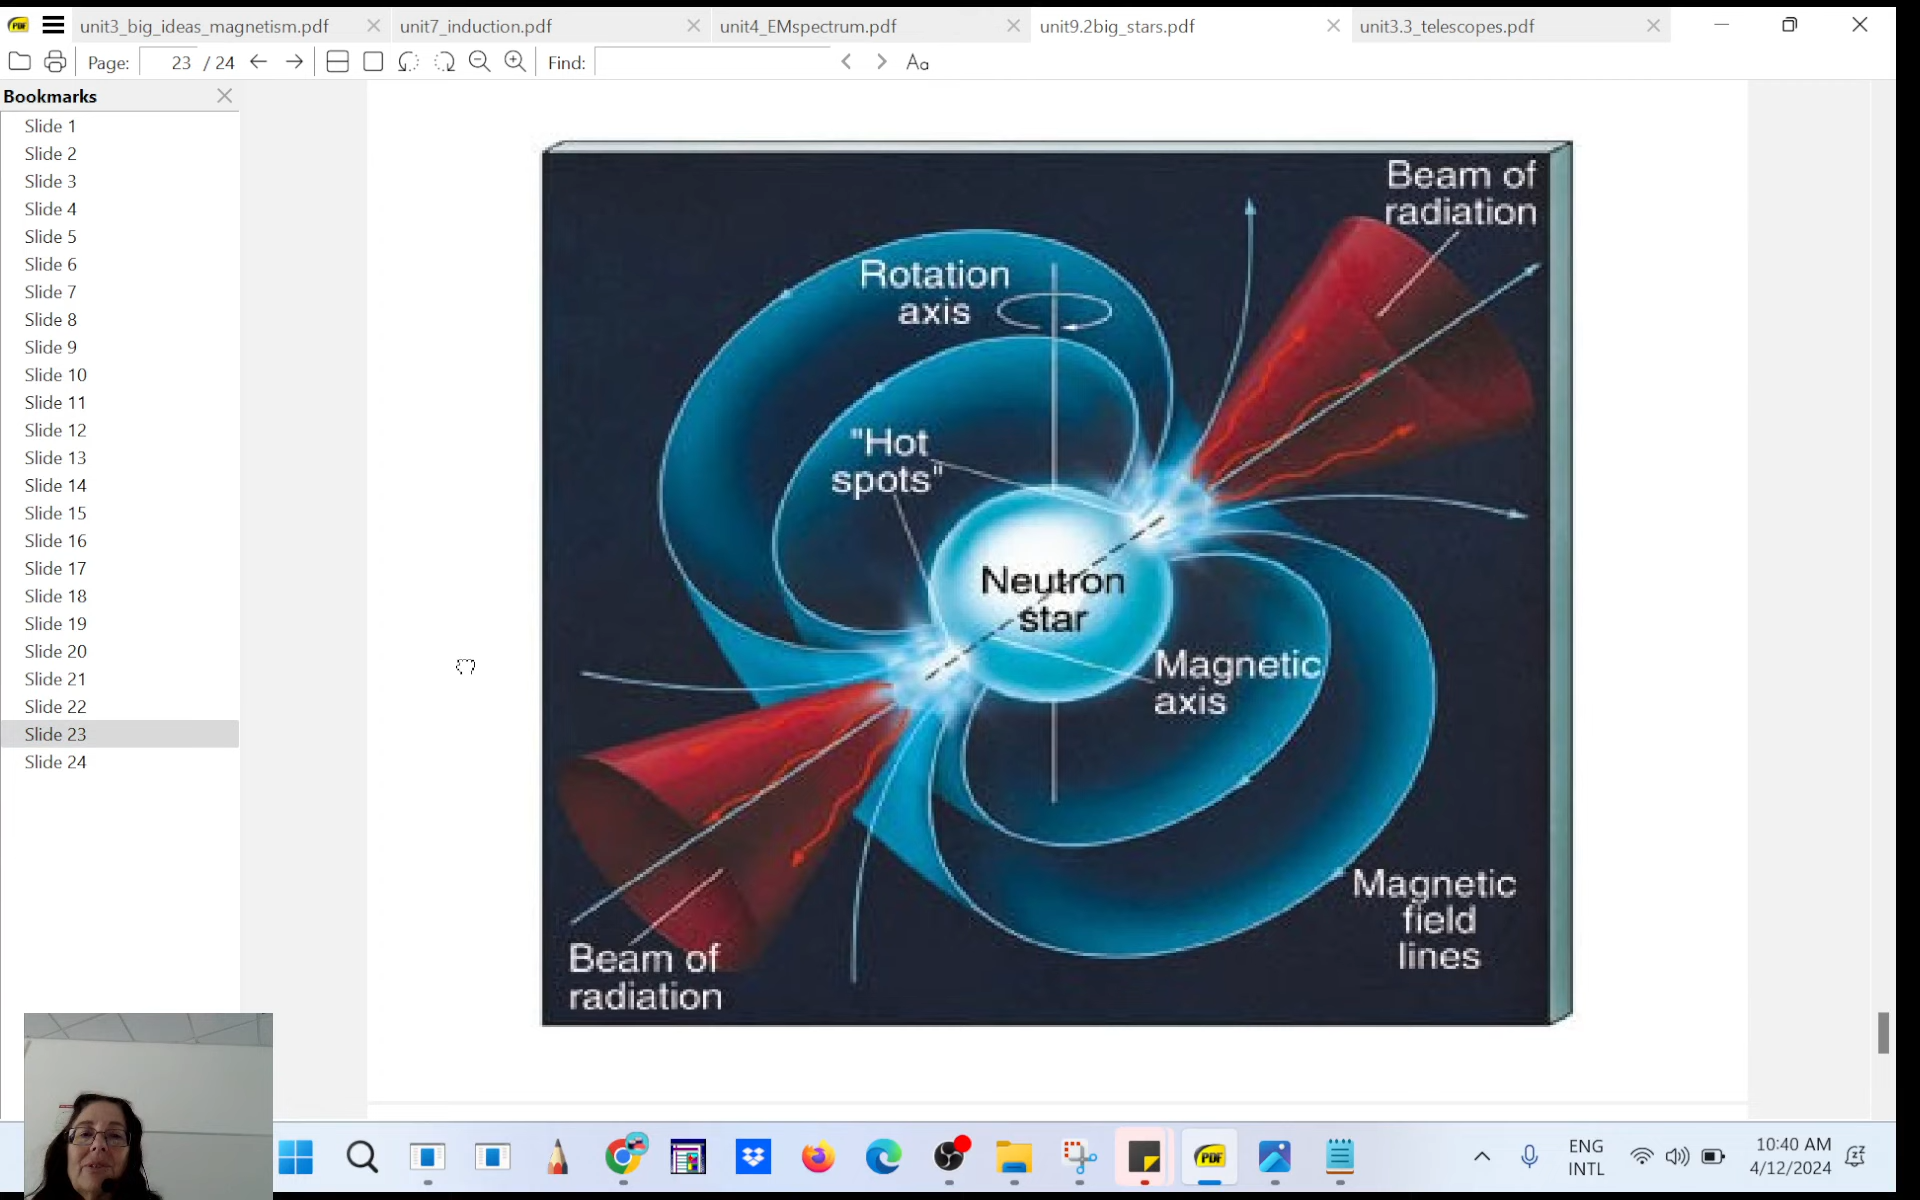 unit3_big_ideas_magnetism.pdf
unit7_induction.pdf
unit4_EMspectrum.pdf
unit9.2big_stars.pdf
unit3.3_telescopes.pdf
Page: 23 / 24
Find:
Aa
Bookmarks
Slide 1
Slide 2
Slide 3
Slide 4
Slide 5
Slide 6
Slide 7
Slide 8
Slide 9
Slide 10
Slide 11
Slide 12
Slide 13
Slide 14
Slide 15
Slide 16
Slide 17
Slide 18
Slide 19
Slide 20
Slide 21
Slide 22
Slide 23
Slide 24
Beam of
radiation
Rotation
axis
"Hot
spots"
Neutron
star
Magnetic
axis
Magnetic
field
lines
Beam of
radiation
PDF
ENG
INTL
10:40 AM
4/12/2024